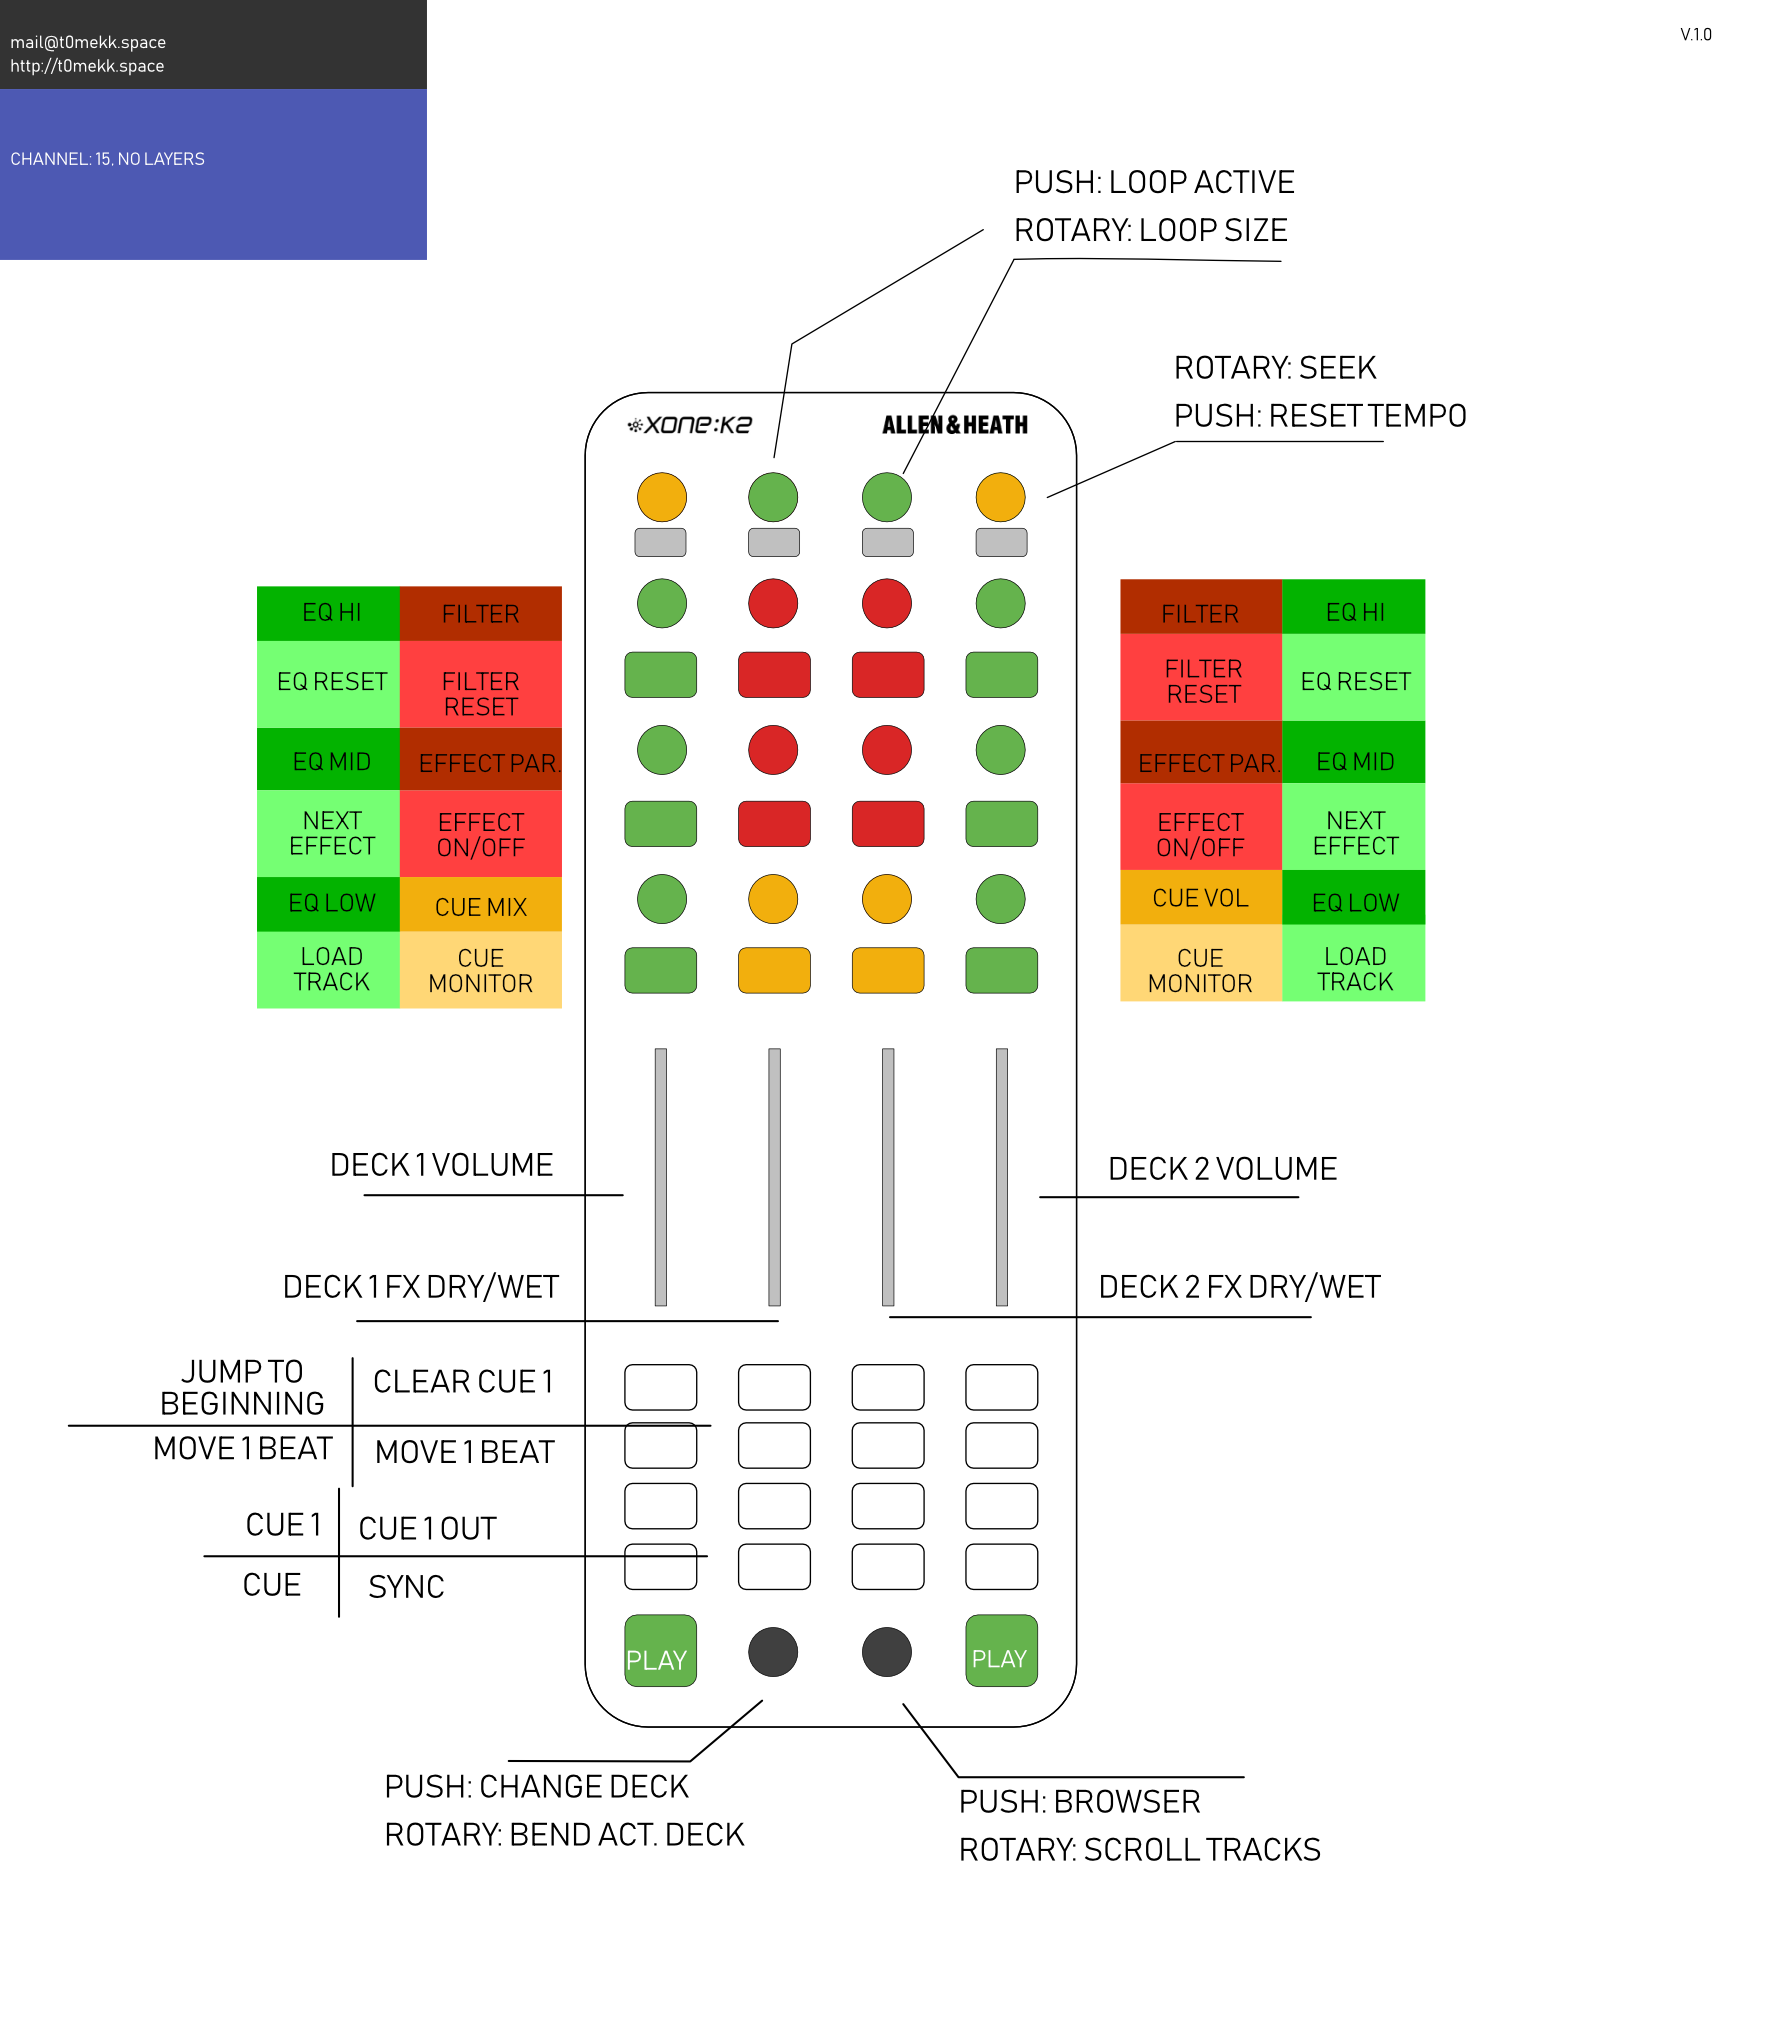 mail@t0mekk.space
http://t0mekk.space
V.1.0
CHANNEL: 15, NO LAYERS
PUSH: LOOP ACTIVE
ROTARY: LOOP SIZE
ROTARY: SEEK
PUSH: RESET TEMPO
XONE:K2
ALLEN&HEATH
EQ HI
FILTER
EQ RESET
FILTER
RESET
EQ MID
EFFECT PAR.
NEXT
EFFECT
EFFECT
ON/OFF
EQ LOW
CUE MIX
LOAD
TRACK
CUE
MONITOR
FILTER
EQ HI
FILTER
RESET
EQ RESET
EFFECT PAR.
EQ MID
EFFECT
ON/OFF
NEXT
EFFECT
CUE VOL
EQ LOW
CUE
MONITOR
LOAD
TRACK
DECK 1 VOLUME
DECK 2 VOLUME
DECK 1 FX DRY/WET
DECK 2 FX DRY/WET
JUMP TO
BEGINNING
CLEAR CUE 1
MOVE 1 BEAT
MOVE 1 BEAT
CUE 1
CUE 1 OUT
CUE
SYNC
PLAY
PLAY
PUSH: CHANGE DECK
ROTARY: BEND ACT. DECK
PUSH: BROWSER
ROTARY: SCROLL TRACKS